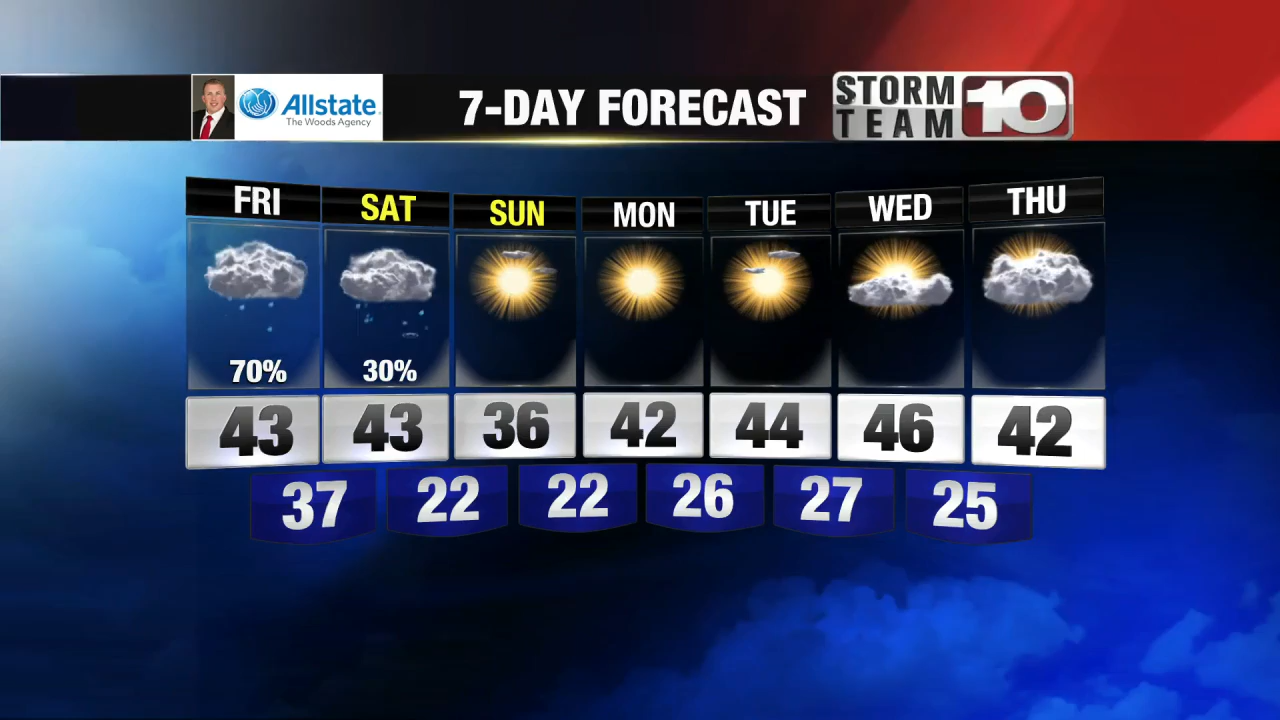 Allstate.
The Woods Agency
7-DAY FORECAST
STORM
TEAM
10
FRI SAT SUN MON TUE WED THU
70% 30%
43 43 36 42 44 46 42
37 22 22 26 27 25